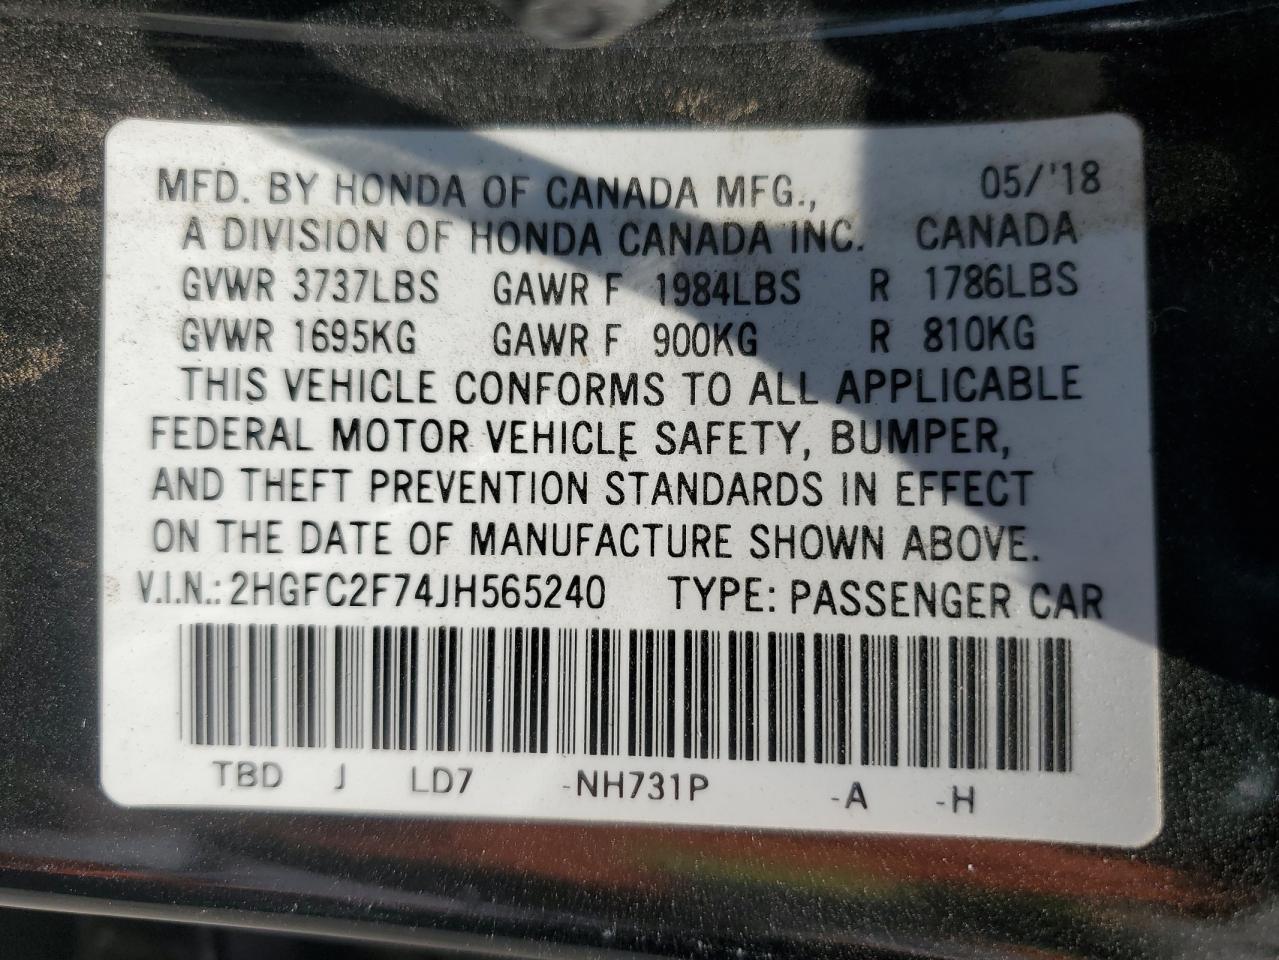 MFD. BY HONDA OF CANADA MFG., 05/'18
A DIVISION OF HONDA CANADA INC. CANADA
GVWR 3737LBS GAWR F 1984LBS R 1786LBS
GVWR 1695KG GAWR F 900KG R 810KG
THIS VEHICLE CONFORMS TO ALL APPLICABLE
FEDERAL MOTOR VEHICLE SAFETY, BUMPER,
AND THEFT PREVENTION STANDARDS IN EFFECT
ON THE DATE OF MANUFACTURE SHOWN ABOVE.
V.I.N.: 2HGFC2F74JH565240 TYPE: PASSENGER CAR
TBD J LD7 -NH731P -A -H